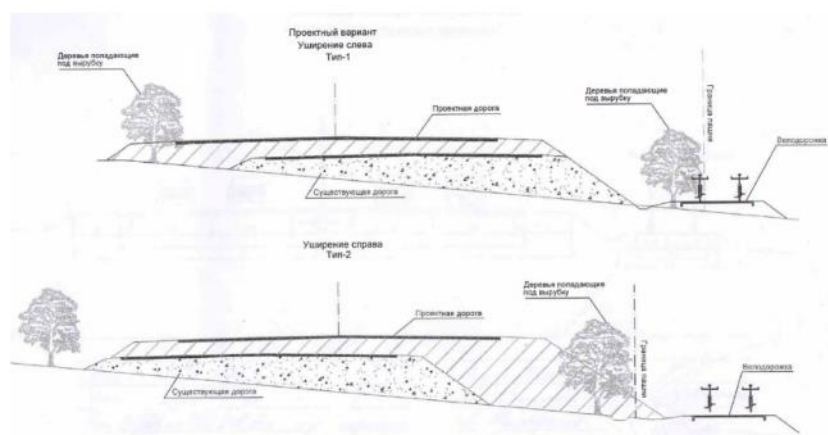 Проектный вариант
Уширение слева
Тип-1
Деревья попадающие
под вырубку
Проектная дорога
Деревья попадающие
под вырубку
Граница пашни
Велодорожка
Существующая дорога
Уширение справа
Тип-2
Деревья попадающие
под вырубку
Проектная дорога
Граница пашни
Велодорожка
Существующая дорога